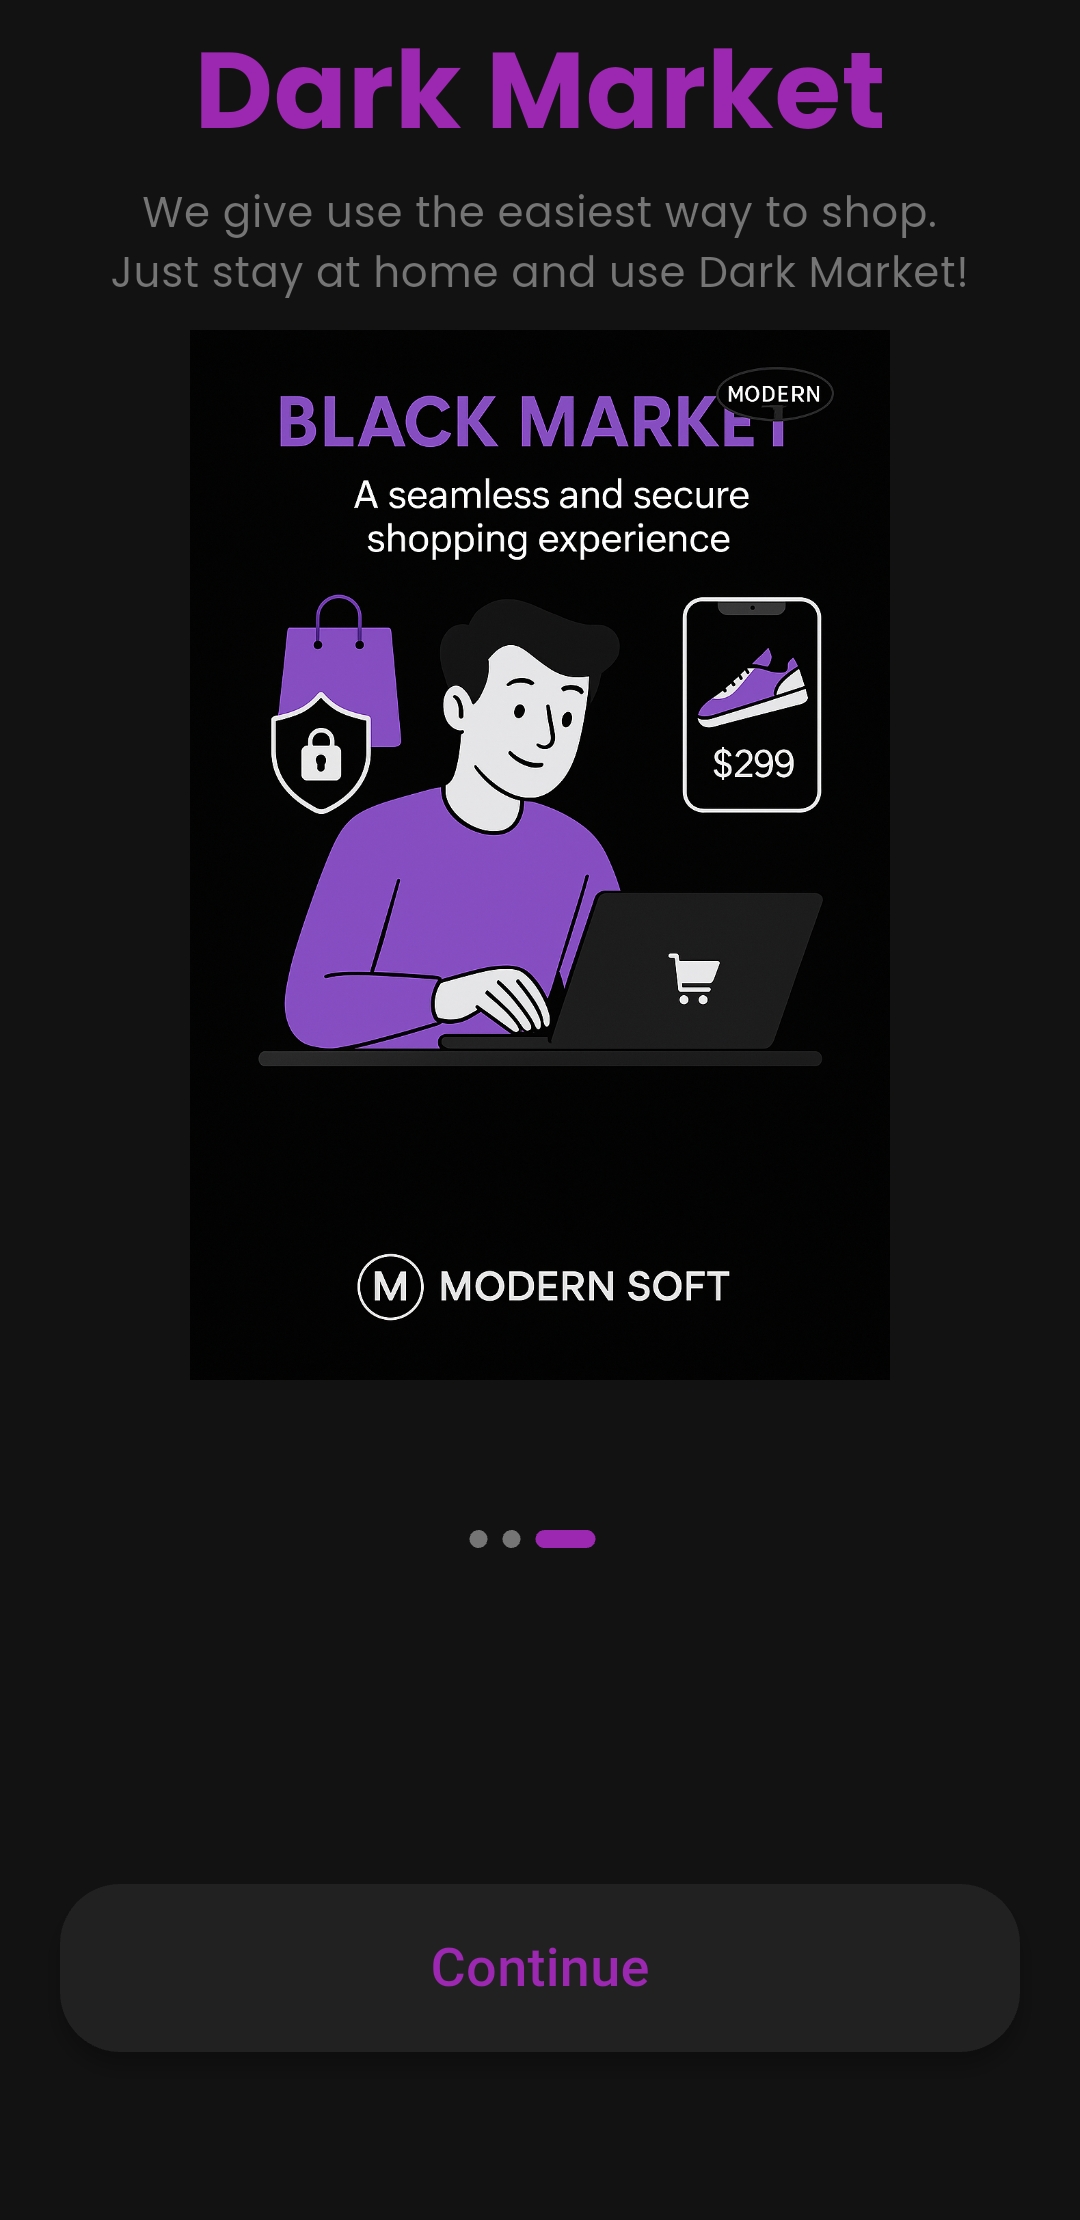 Dark Market
We give use the easiest way to shop.
Just stay at home and use Dark Market!
MODERN
BLACK MARKET
A seamless and secure
shopping experience
$299
M MODERN SOFT
Continue